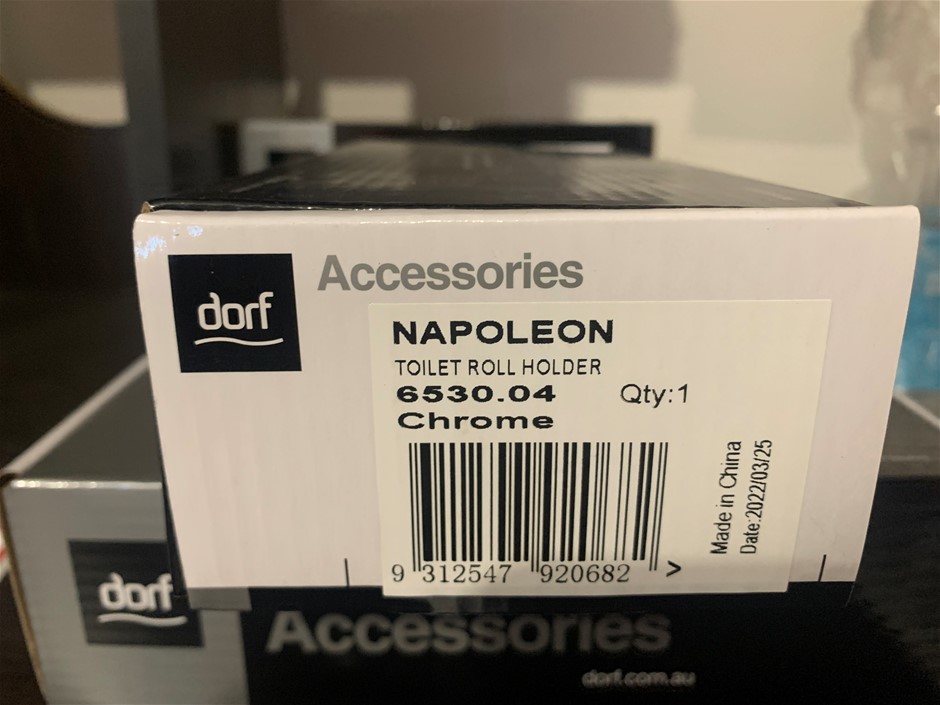 dorf
Accessories
NAPOLEON
TOILET ROLL HOLDER
6530.04 Qty:1
Chrome
Made in China
Date:2022/03/25
9 312547 920682 >
dorf
Accessories
dorf.com.au